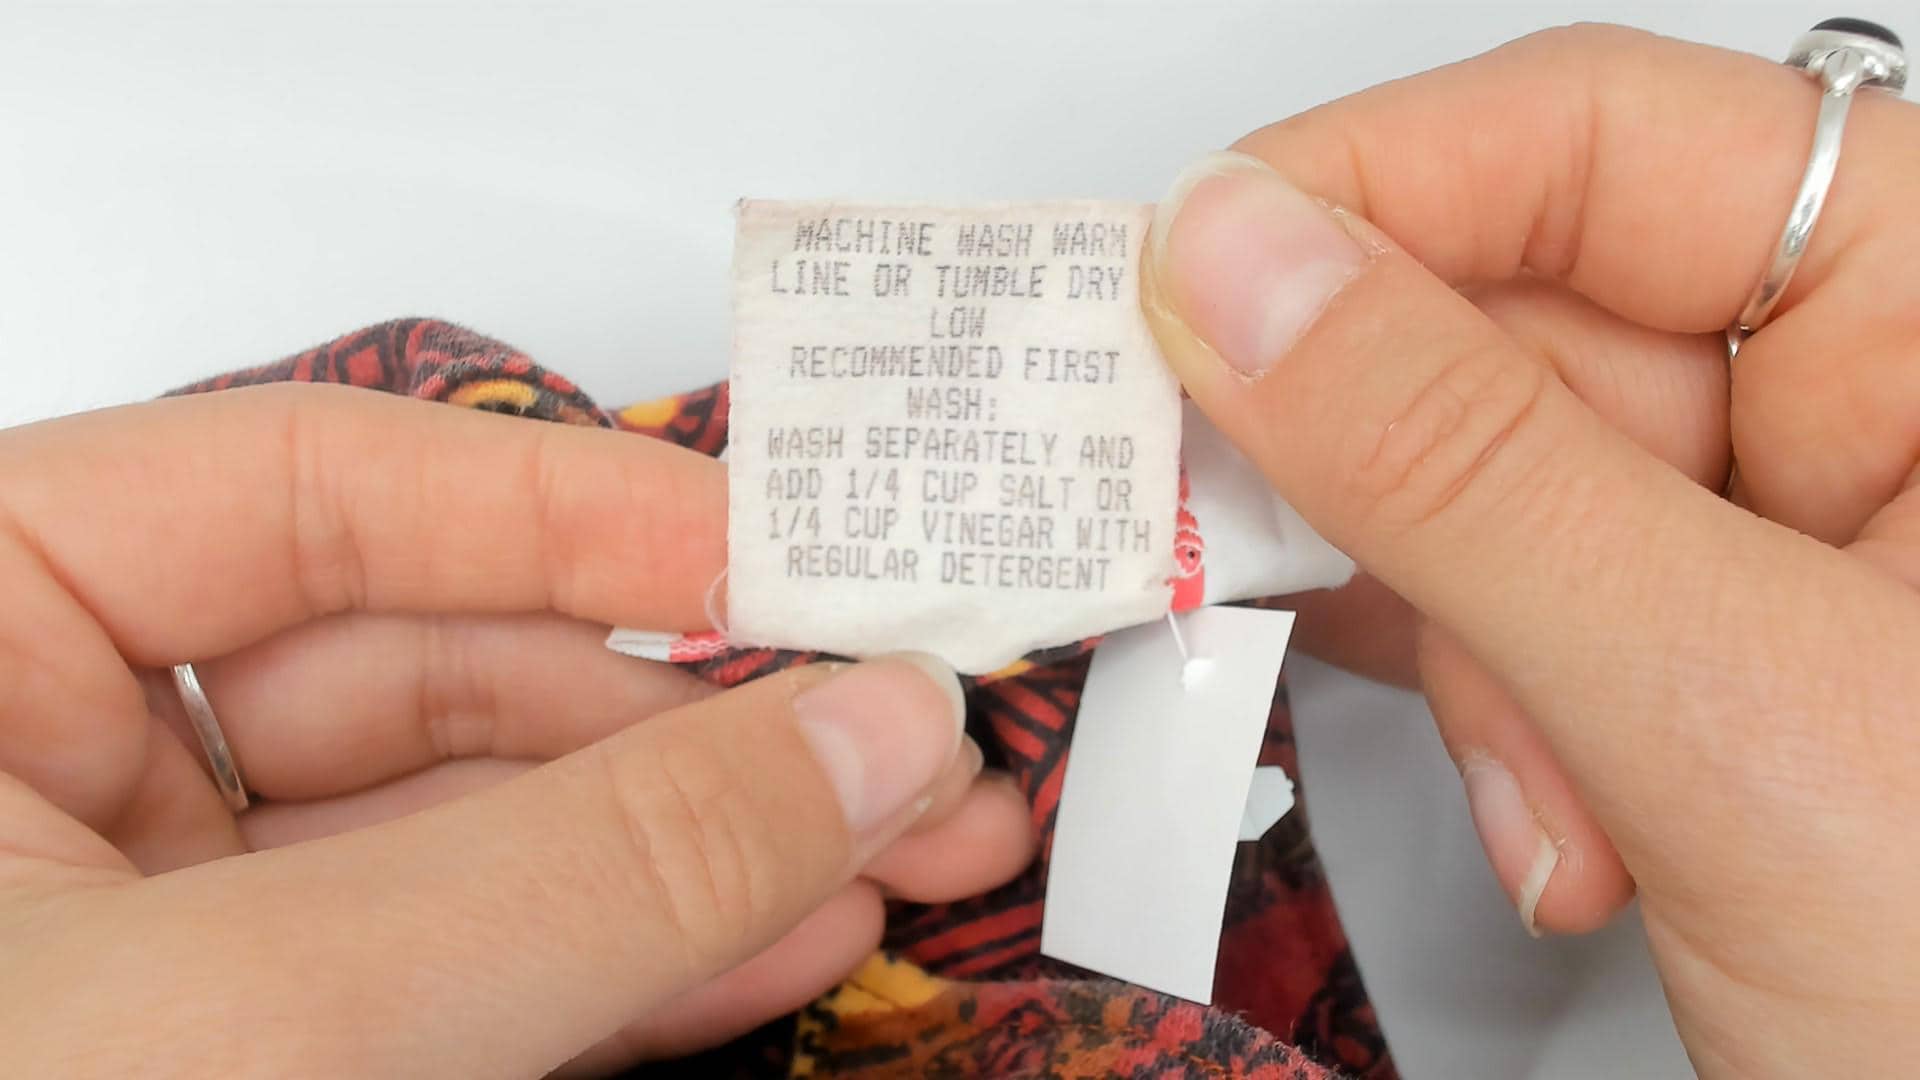 MACHINE WASH WARM
LINE OR TUMBLE DRY
LOW
RECOMMENDED FIRST
WASH:
WASH SEPARATELY AND
ADD 1/4 CUP SALT OR
1/4 CUP VINEGAR WITH
REGULAR DETERGENT